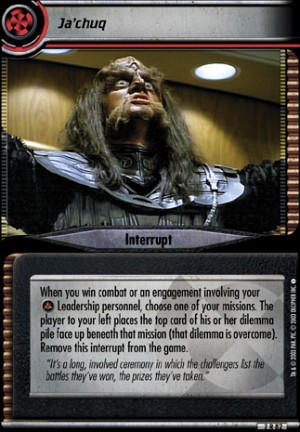 Ja'chuq
Interrupt
When you win combat or an engagement involving your
Leadership personnel, choose one of your missions. The
player to your left places the top card of his or her dilemma
pile face up beneath that mission (that dilemma is overcome).
Remove this interrupt from the game.
"It's a long, involved ceremony in which the challengers list the
battles they've won, the prizes they've taken."